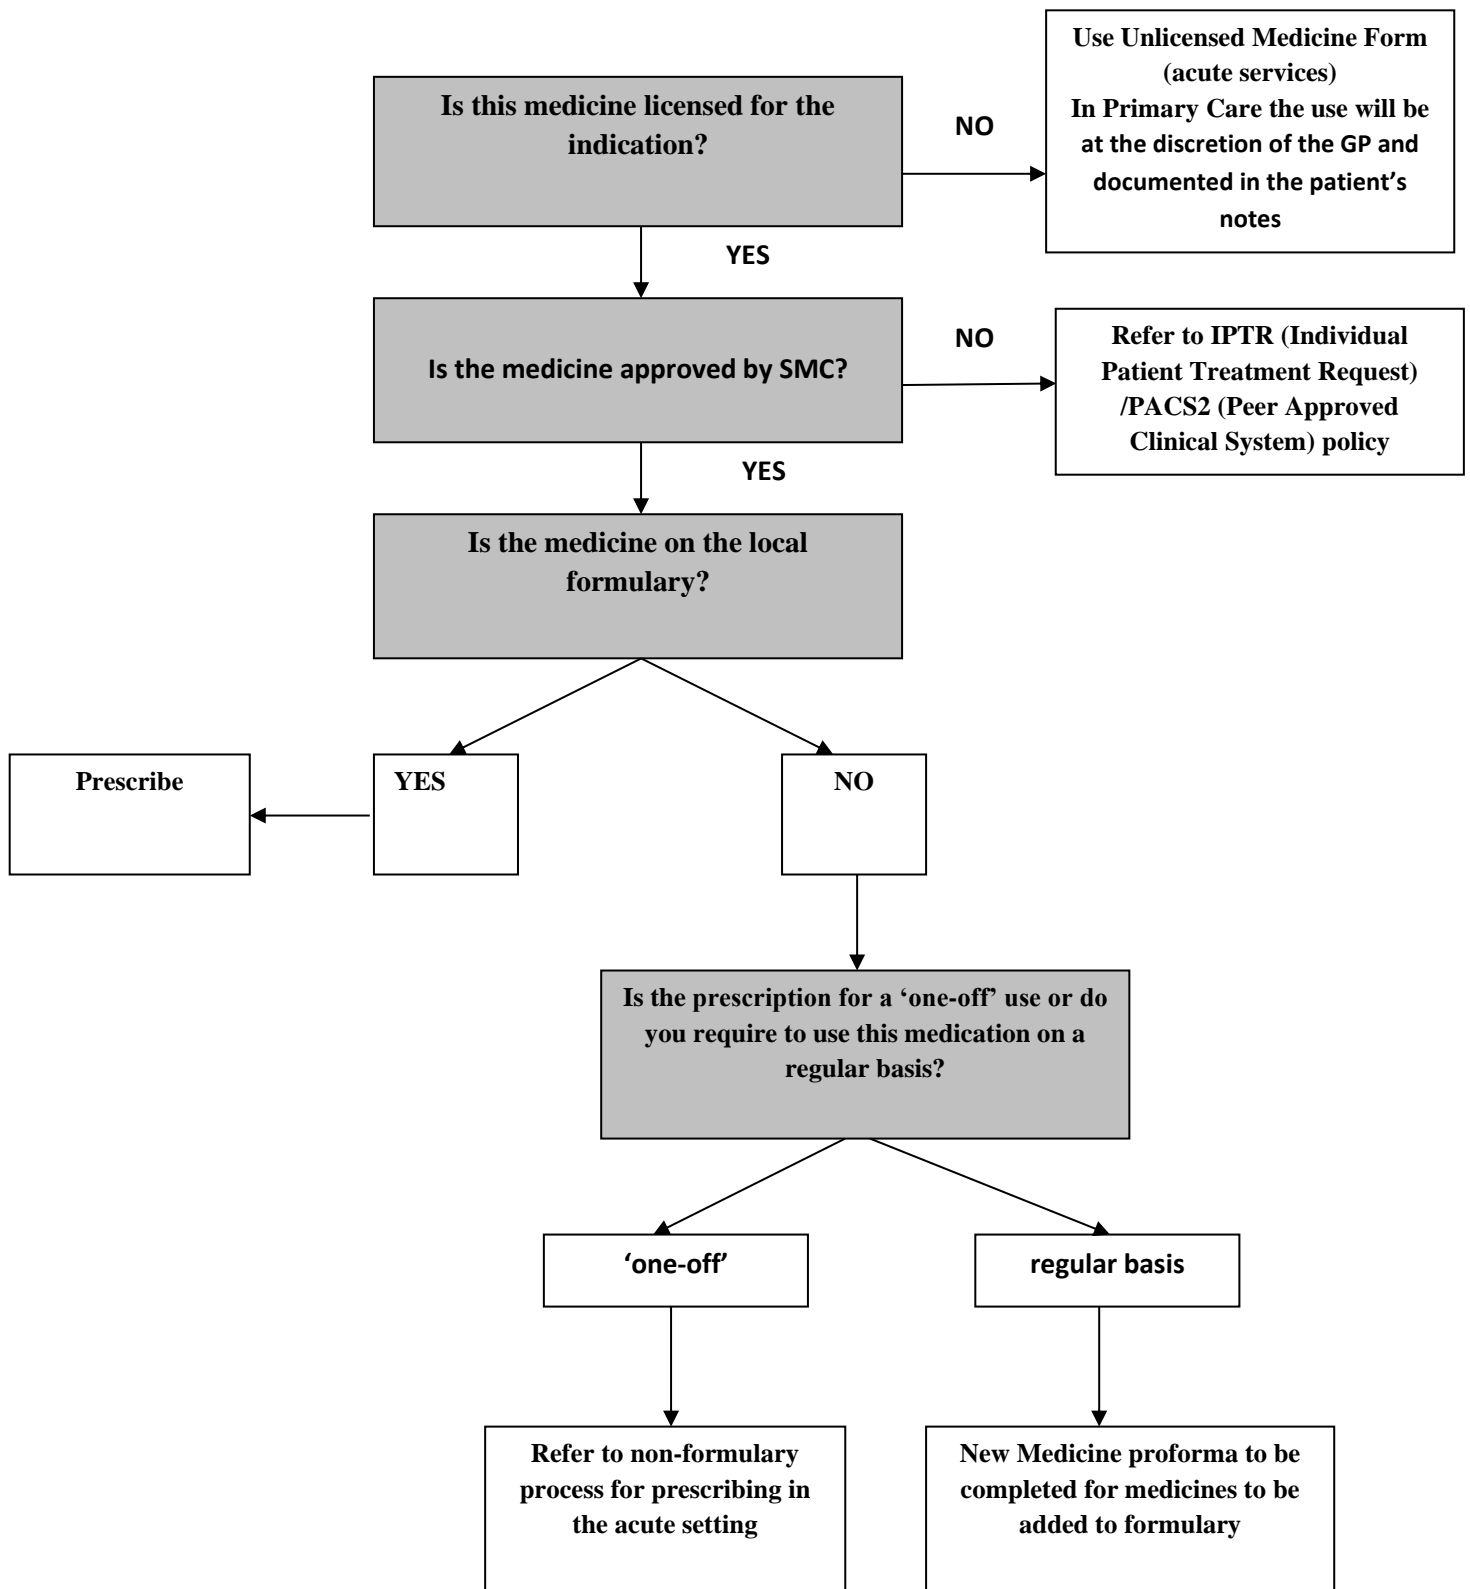 Use Unlicensed Medicine Form
(acute services)
In Primary Care the use will be
at the discretion of the GP and
documented in the patient’s
notes
Is this medicine licensed for the
indication?
NO
YES
Is the medicine approved by SMC?
NO
Refer to IPTR (Individual
Patient Treatment Request)
/PACS2 (Peer Approved
Clinical System) policy
YES
Is the medicine on the local
formulary?
Prescribe
YES
NO
Is the prescription for a ‘one-off’ use or do
you require to use this medication on a
regular basis?
‘one-off’
regular basis
Refer to non-formulary
process for prescribing in
the acute setting
New Medicine proforma to be
completed for medicines to be
added to formulary